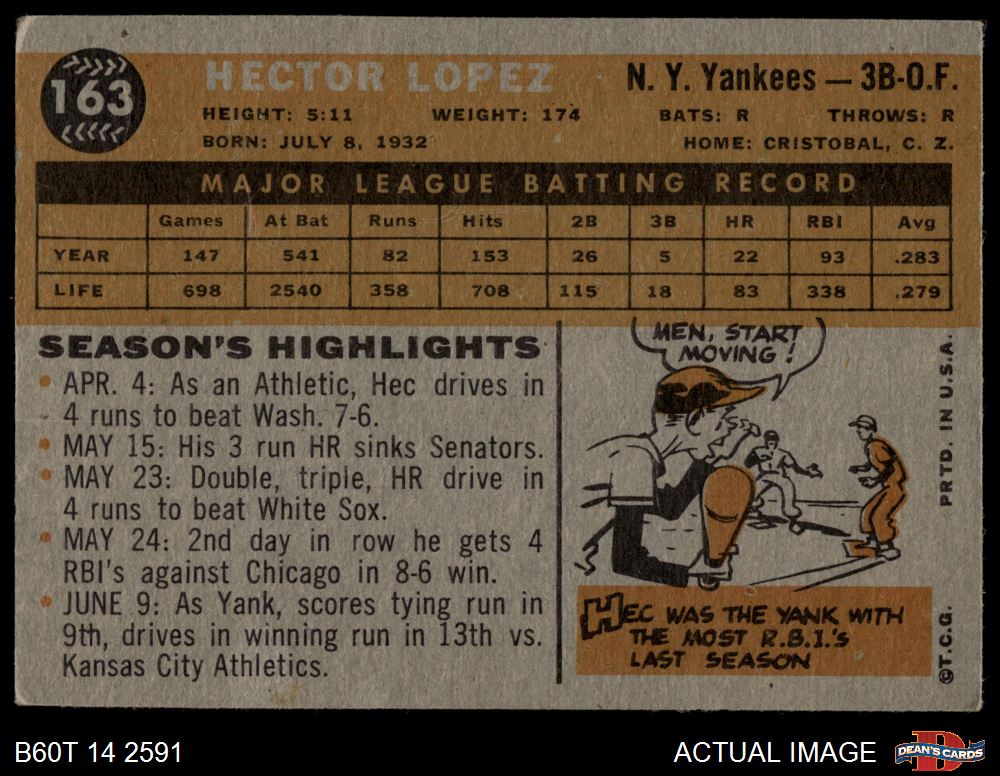 163
HECTOR LOPEZ
N. Y. Yankees — 3B-O.F.
HEIGHT: 5:11 WEIGHT: 174 BATS: R THROWS: R
BORN: JULY 8, 1932 HOME: CRISTOBAL, C. Z.
MAJOR LEAGUE BATTING RECORD
Games At Bat Runs Hits 2B 3B HR RBI Avg
YEAR 147 541 82 153 26 5 22 93 .283
LIFE 698 2540 358 708 115 18 83 338 .279
SEASON'S HIGHLIGHTS
• APR. 4: As an Athletic, Hec drives in
4 runs to beat Wash. 7-6.
• MAY 15: His 3 run HR sinks Senators.
• MAY 23: Double, triple, HR drive in
4 runs to beat White Sox.
• MAY 24: 2nd day in row he gets 4
RBI's against Chicago in 8-6 win.
• JUNE 9: As Yank, scores tying run in
9th, drives in winning run in 13th vs.
Kansas City Athletics.
MEN, START
MOVING!
HEC WAS THE YANK WITH
THE MOST R.B.I.'s
LAST SEASON
©T.C.G. PRTD. IN U.S.A.
B60T 14 2591
ACTUAL IMAGE
DEAN'S CARDS